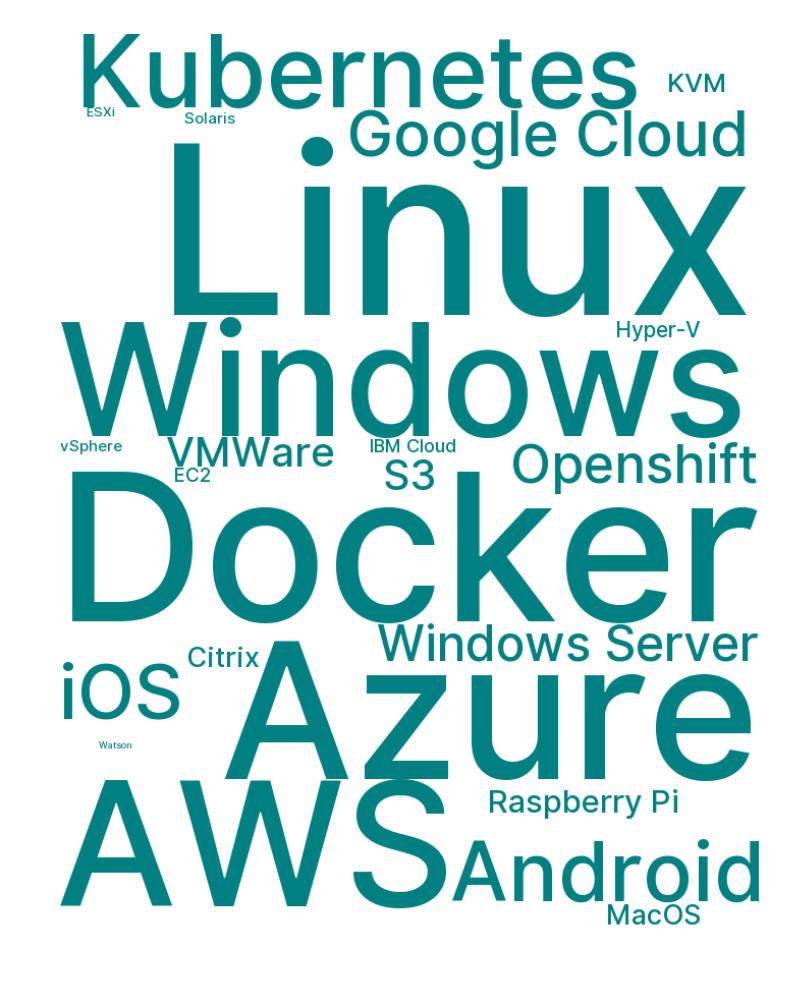 Kubernetes
KVM
ESXi
Solaris
Google Cloud
Linux
Hyper-V
Windows
vSphere
VMWare
IBM Cloud
Openshift
EC2
S3
Docker
Windows Server
Citrix
iOS
Azure
Watson
AWS
Raspberry Pi
Android
MacOS